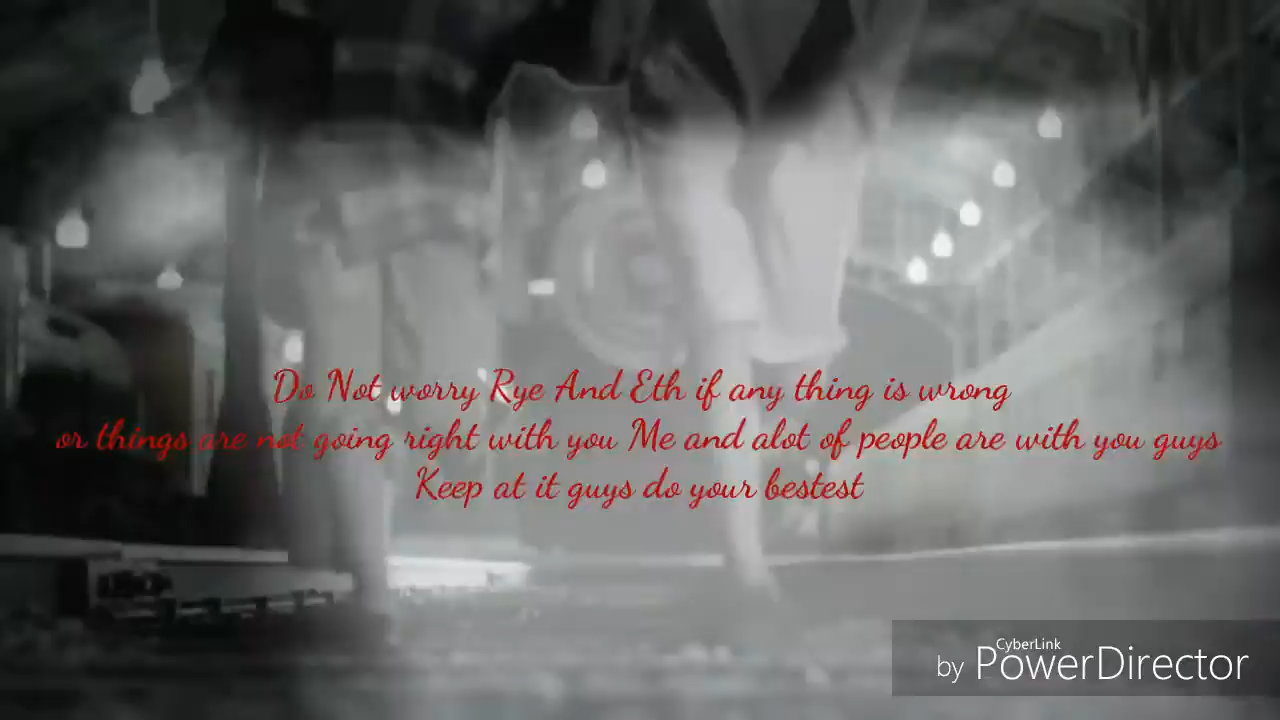 Do Not worry Rye And Eth if any thing is wrong
or things are not going right with you Me and alot of people are with you guys
Keep at it guys do your bestest
CyberLink
by PowerDirector